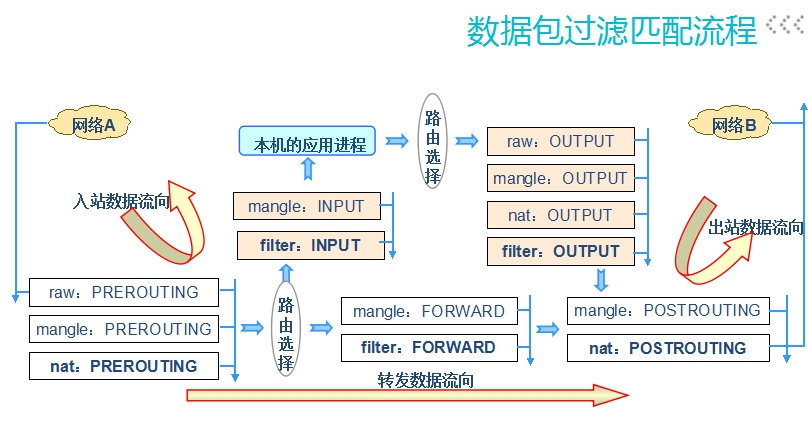 数据包过滤匹配流程
网络A
网络B
本机的应用进程
路由选择
raw：OUTPUT
mangle：OUTPUT
nat：OUTPUT
filter：OUTPUT
入站数据流向
mangle：INPUT
filter：INPUT
出站数据流向
raw：PREROUTING
mangle：PREROUTING
nat：PREROUTING
路由选择
mangle：FORWARD
filter：FORWARD
mangle：POSTROUTING
nat：POSTROUTING
转发数据流向